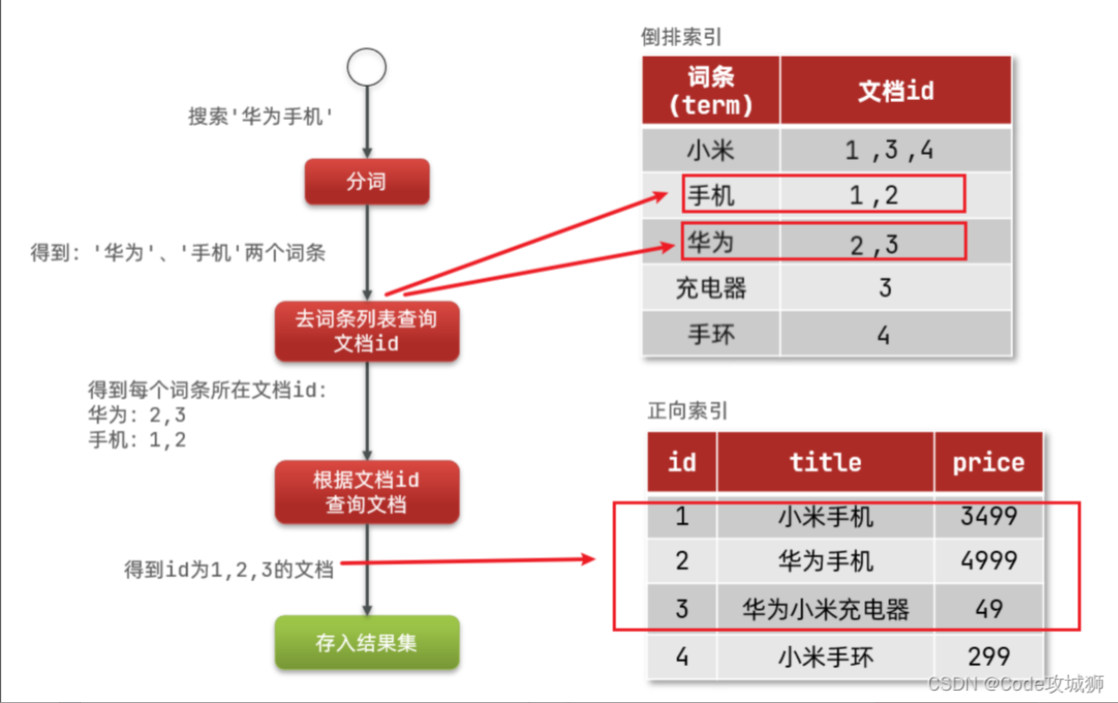 搜索'华为手机'
分词
得到：'华为'、'手机'两个词条
去词条列表查询
文档id
得到每个词条所在文档id：
华为：2,3
手机：1,2
根据文档id
查询文档
得到id为1,2,3的文档
存入结果集
倒排索引
词条
(term) 文档id
小米 1 ,3 ,4
手机 1 ,2
华为 2 ,3
充电器 3
手环 4
正向索引
id title price
1 小米手机 3499
2 华为手机 4999
3 华为小米充电器 49
4 小米手环 299
CSDN @Code攻城狮